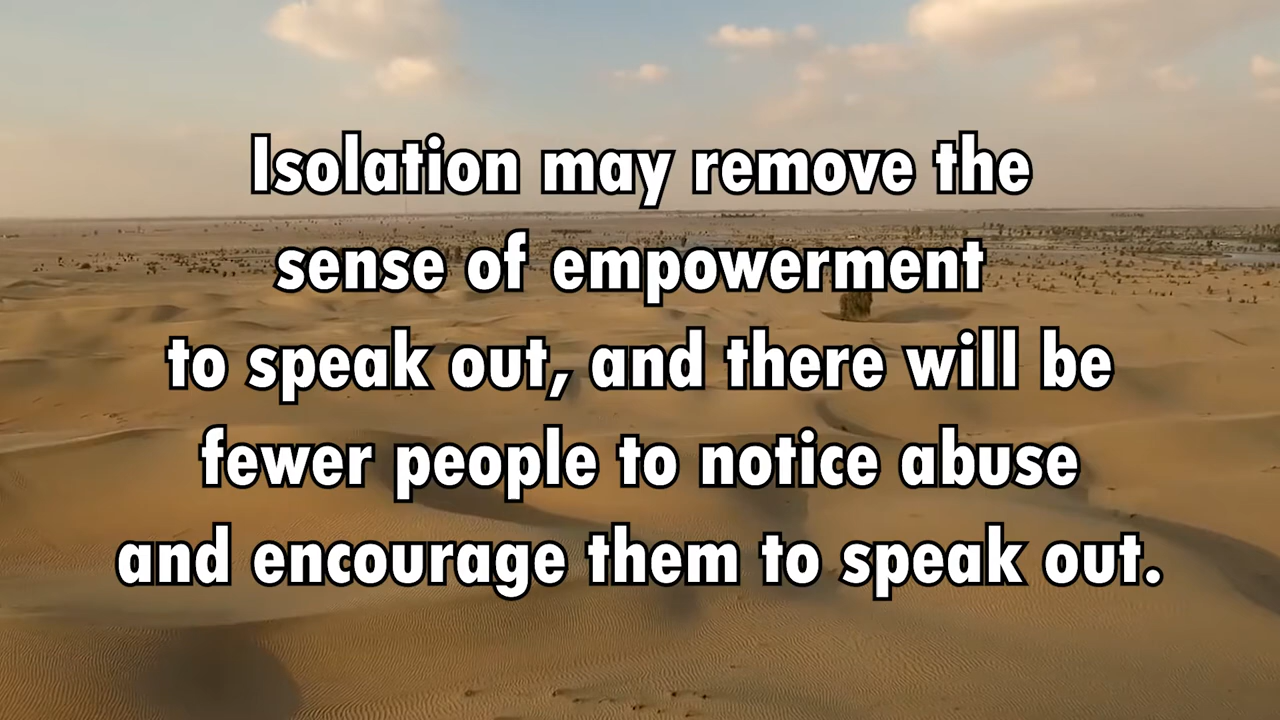 Isolation may remove the
sense of empowerment
to speak out, and there will be
fewer people to notice abuse
and encourage them to speak out.